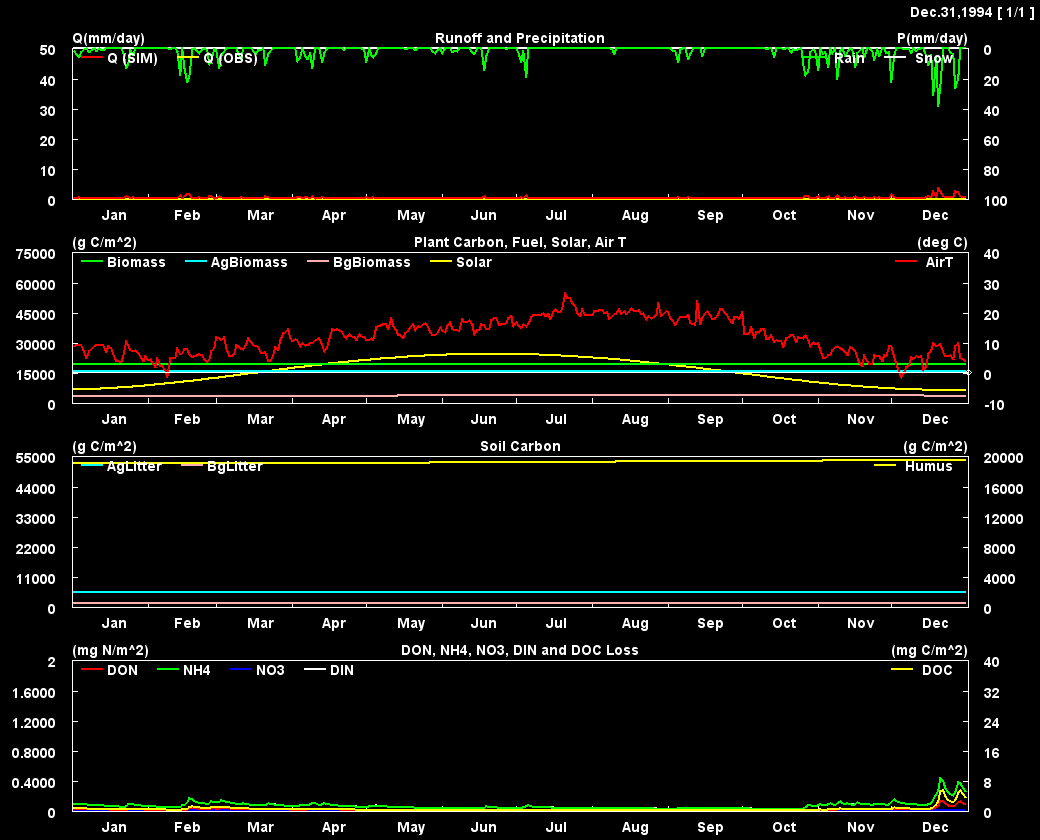 Dec.31,1994 [ 1/1 ]
Q(mm/day) Runoff and Precipitation P(mm/day)
50 Q (SIM) Q (OBS) Rain Snow 0
40 20
30 40
20 60
10 80
0 100
Jan Feb Mar Apr May Jun Jul Aug Sep Oct Nov Dec
(g C/m^2) Plant Carbon, Fuel, Solar, Air T (deg C)
75000 Biomass AgBiomass BgBiomass Solar AirT 40
60000 30
45000 20
30000 10
15000 0
0 -10
Jan Feb Mar Apr May Jun Jul Aug Sep Oct Nov Dec
(g C/m^2) Soil Carbon (g C/m^2)
55000 AgLitter BgLitter Humus 20000
44000 16000
33000 12000
22000 8000
11000 4000
0 0
Jan Feb Mar Apr May Jun Jul Aug Sep Oct Nov Dec
(mg N/m^2) DON, NH4, NO3, DIN and DOC Loss (mg C/m^2)
2 DON NH4 NO3 DIN DOC 40
1.6000 32
1.2000 24
0.8000 16
0.4000 8
0 0
Jan Feb Mar Apr May Jun Jul Aug Sep Oct Nov Dec